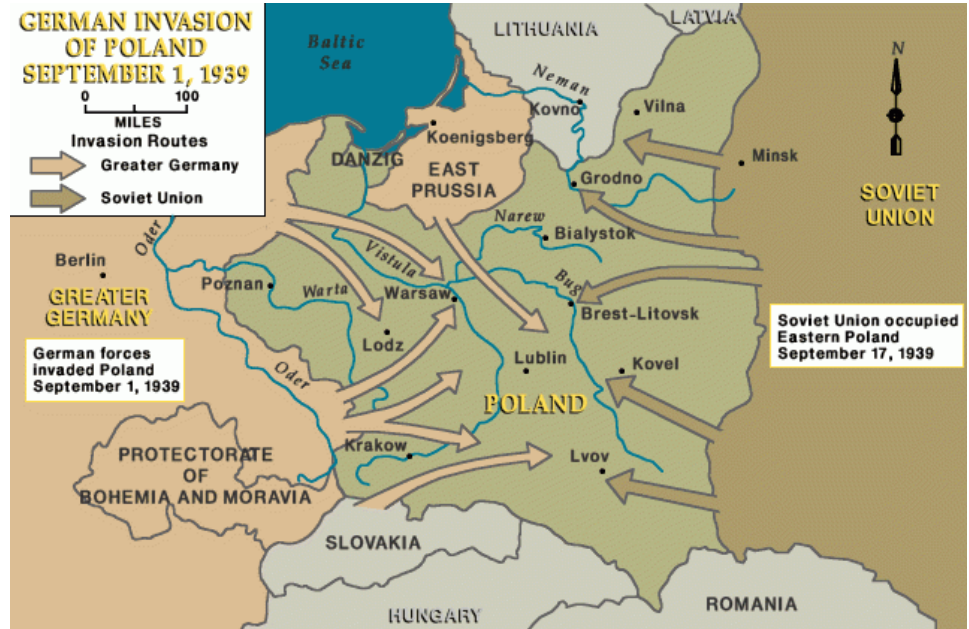 GERMAN INVASION
OF POLAND
SEPTEMBER 1, 1939
0 100
MILES
Invasion Routes
Greater Germany
Soviet Union
Baltic
Sea
LITHUANIA
LATVIA
Neman
Kovno
Vilna
N
Koenigsberg
DANZIG
EAST
PRUSSIA
Minsk
Grodno
SOVIET
UNION
Oder
Narew
Bialystok
Berlin
Vistula
Poznan
Warta
Warsaw
Bug
Brest-Litovsk
GREATER
GERMANY
Soviet Union occupied
Eastern Poland
September 17, 1939
German forces
invaded Poland
September 1, 1939
Lodz
Oder
Lublin
Kovel
POLAND
Krakow
Lvov
PROTECTORATE
OF
BOHEMIA AND MORAVIA
SLOVAKIA
HUNGARY
ROMANIA